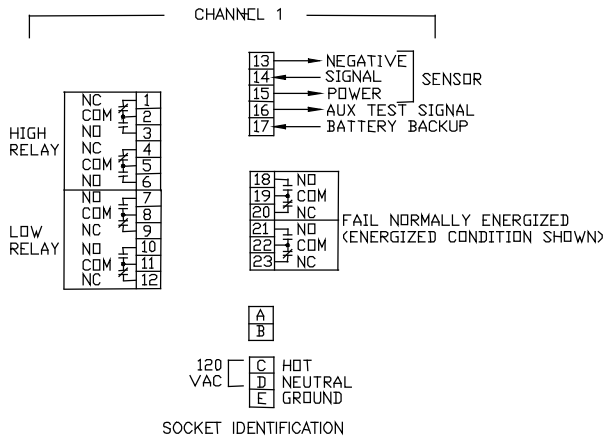 CHANNEL 1
13 NEGATIVE
14 SIGNAL
15 POWER
SENSOR
16 AUX TEST SIGNAL
17 BATTERY BACKUP
HIGH RELAY
NC 1
COM 2
NO 3
NC 4
COM 5
NO 6
LOW RELAY
NO 7
COM 8
NC 9
NO 10
COM 11
NC 12
18 NO
19 COM
20 NC
21 NO
22 COM
23 NC
FAIL NORMALLY ENERGIZED
(ENERGIZED CONDITION SHOWN)
A
B
120 VAC
C HOT
D NEUTRAL
E GROUND
SOCKET IDENTIFICATION